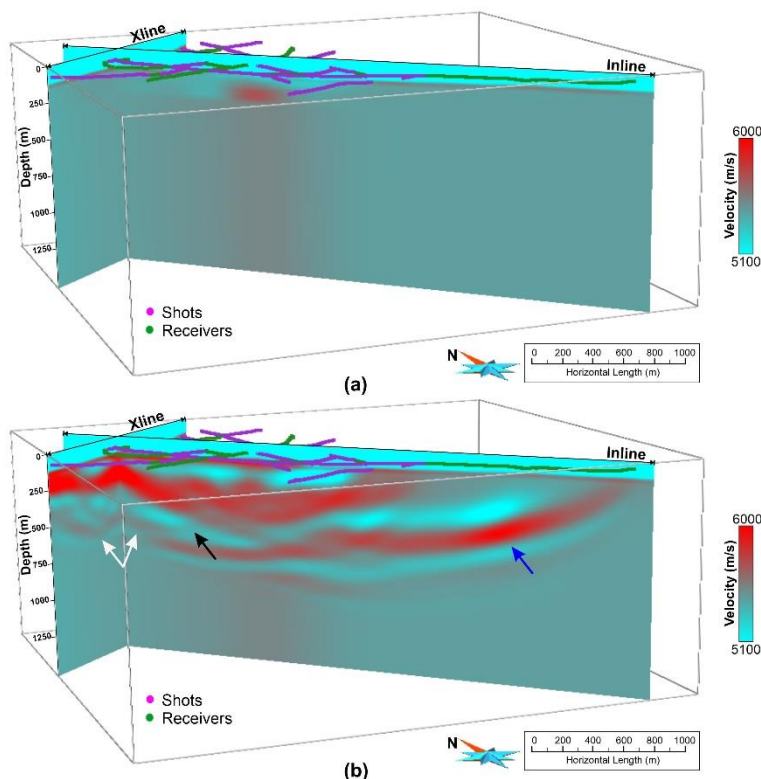 Xline
Inline
0
250
500
750
1000
1250
Depth (m)
6000
Velocity (m/s)
5100
Shots
Receivers
N
0 200 400 600 800 1000
Horizontal Length (m)
(a)
Xline
Inline
0
250
500
750
1000
1250
Depth (m)
6000
Velocity (m/s)
5100
Shots
Receivers
N
0 200 400 600 800 1000
Horizontal Length (m)
(b)